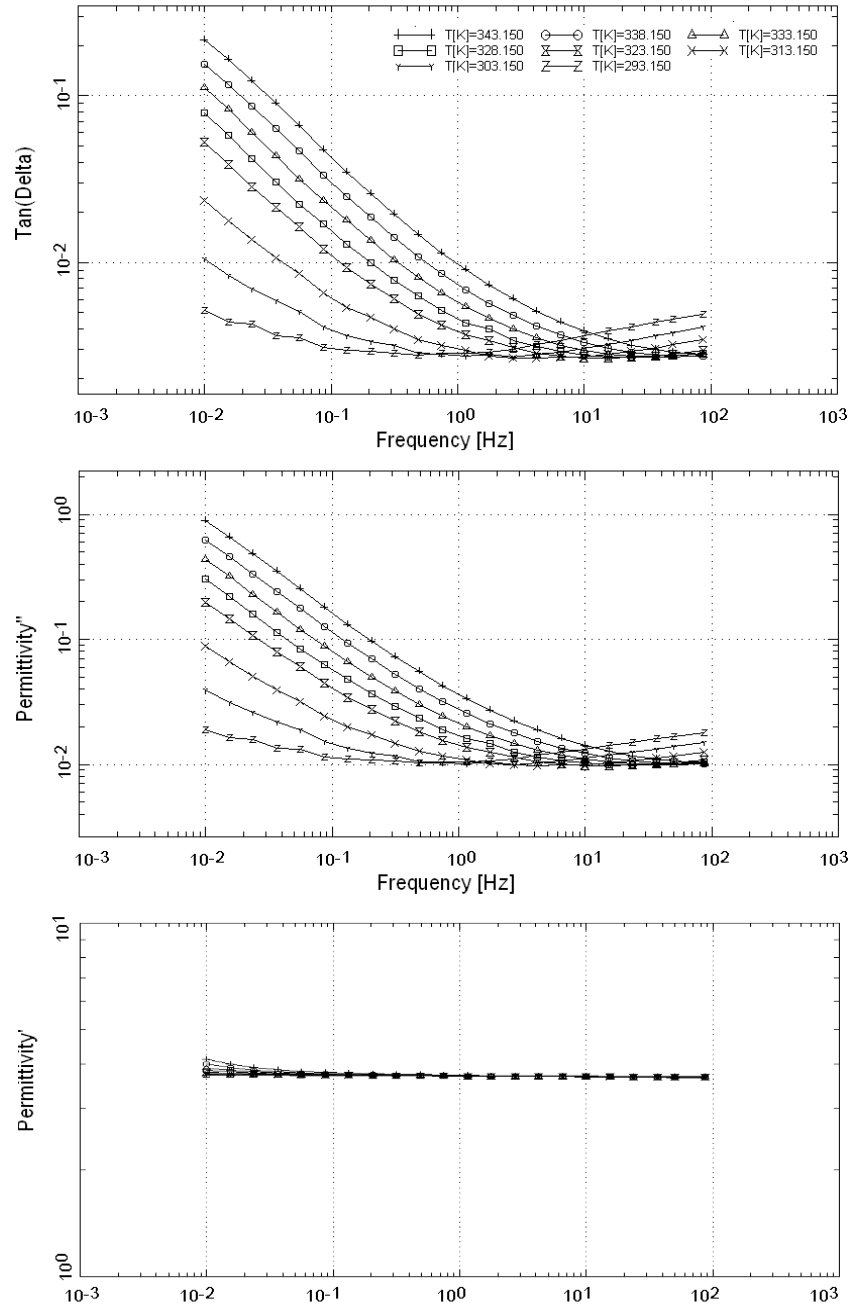 T[K]=343.150 T[K]=338.150 T[K]=333.150
T[K]=328.150 T[K]=323.150 T[K]=313.150
T[K]=303.150 T[K]=293.150
10-1
10-2
Tan(Delta)
10-3 10-2 10-1 100 101 102 103
Frequency [Hz]
100
10-1
10-2
Permittivity"
10-3 10-2 10-1 100 101 102 103
Frequency [Hz]
101
100
Permittivity'
10-3 10-2 10-1 100 101 102 103